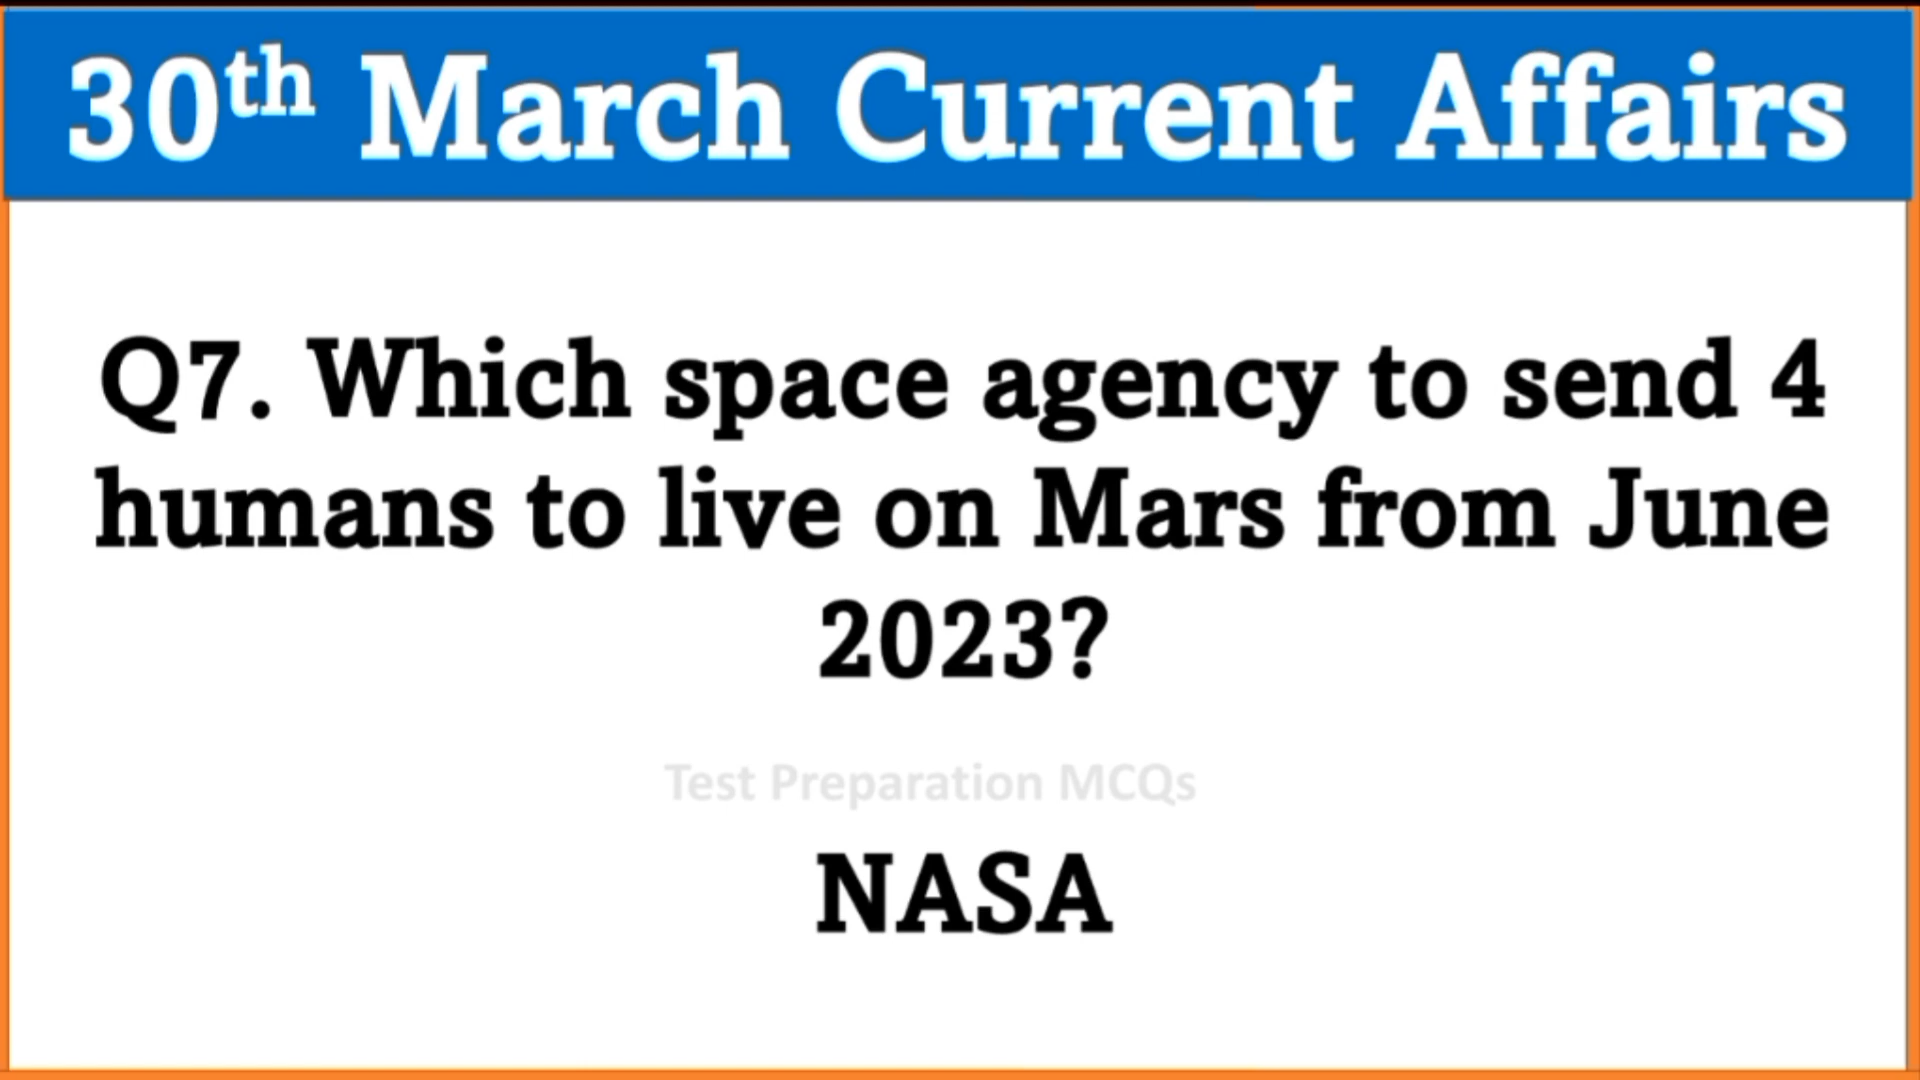 30th March Current Affairs
Q7. Which space agency to send 4
humans to live on Mars from June
2023?
Test Preparation MCQs
NASA